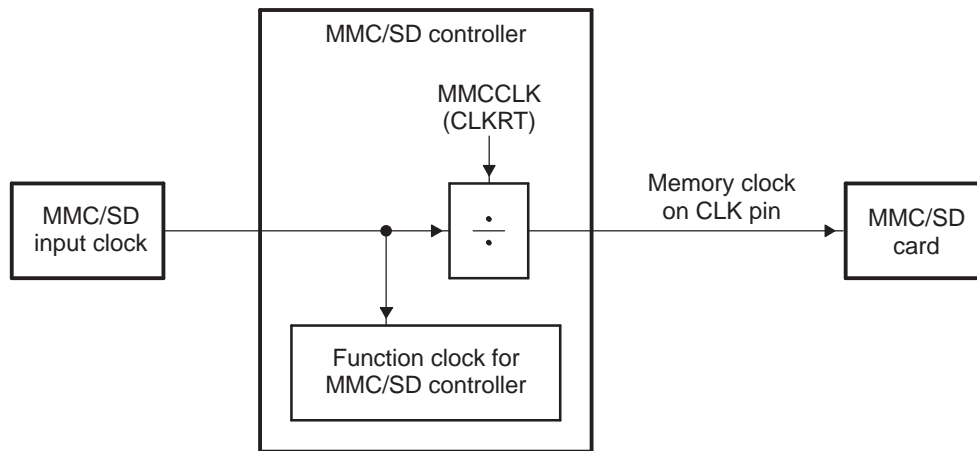 MMC/SD controller
MMCCLK
(CLKRT)
MMC/SD
input clock
Memory clock
on CLK pin
MMC/SD
card
Function clock for
MMC/SD controller